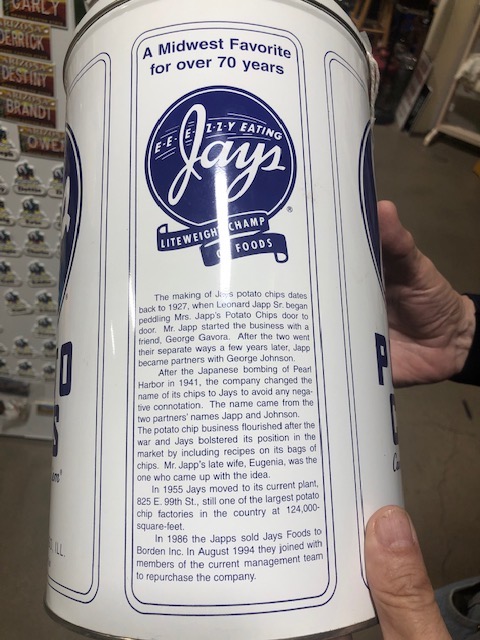 CARLY
DERRICK
DESTINY
BRANDI
OWE
A Midwest Favorite
for over 70 years
E-E-E-Z-Z-Y EATING
Jays
®
LITEWEIGHT CHAMP
OF FOODS
The making of Jays potato chips dates
back to 1927, when Leonard Japp Sr. began
peddling Mrs. Japp's Potato Chips door to
door. Mr. Japp started the business with a
friend, George Gavora. After the two went
their separate ways a few years later, Japp
became partners with George Johnson.
After the Japanese bombing of Pearl
Harbor in 1941, the company changed the
name of its chips to Jays to avoid any nega-
tive connotation. The name came from the
two partners' names Japp and Johnson.
The potato chip business flourished after the
war and Jays bolstered its position in the
market by including recipes on its bags of
chips. Mr. Japp's late wife, Eugenia, was the
one who came up with the idea.
In 1955 Jays moved to its current plant,
825 E. 99th St., still one of the largest potato
chip factories in the country at 124,000-
square-feet.
In 1986 the Japps sold Jays Foods to
Borden Inc. In August 1994 they joined with
members of the current management team
to repurchase the company.
O
S
ILL.
P
C